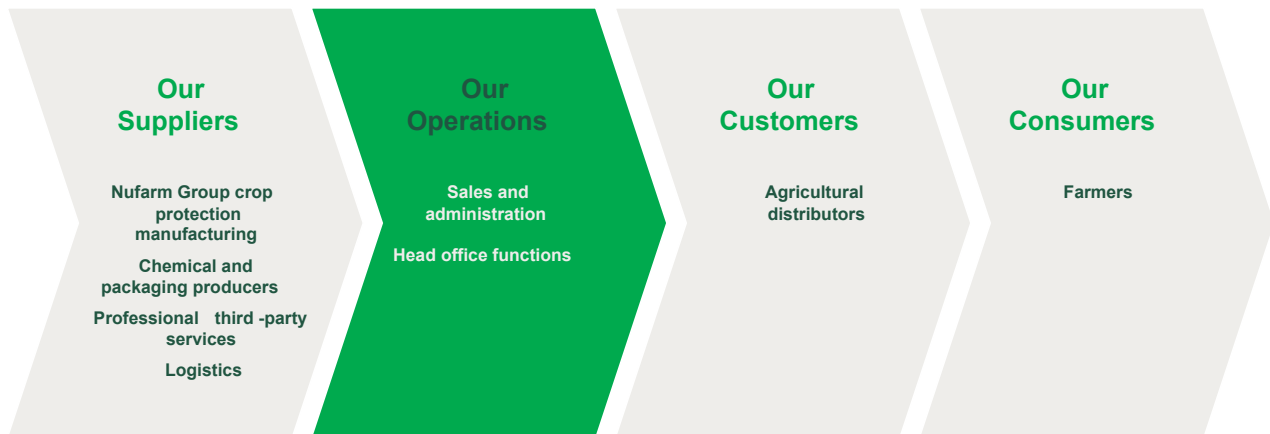 Our
Suppliers
Nufarm Group crop
protection
manufacturing
Chemical and
packaging producers
Professional third -party
services
Logistics
Our
Operations
Sales and
administration
Head office functions
Our
Customers
Agricultural
distributors
Our
Consumers
Farmers